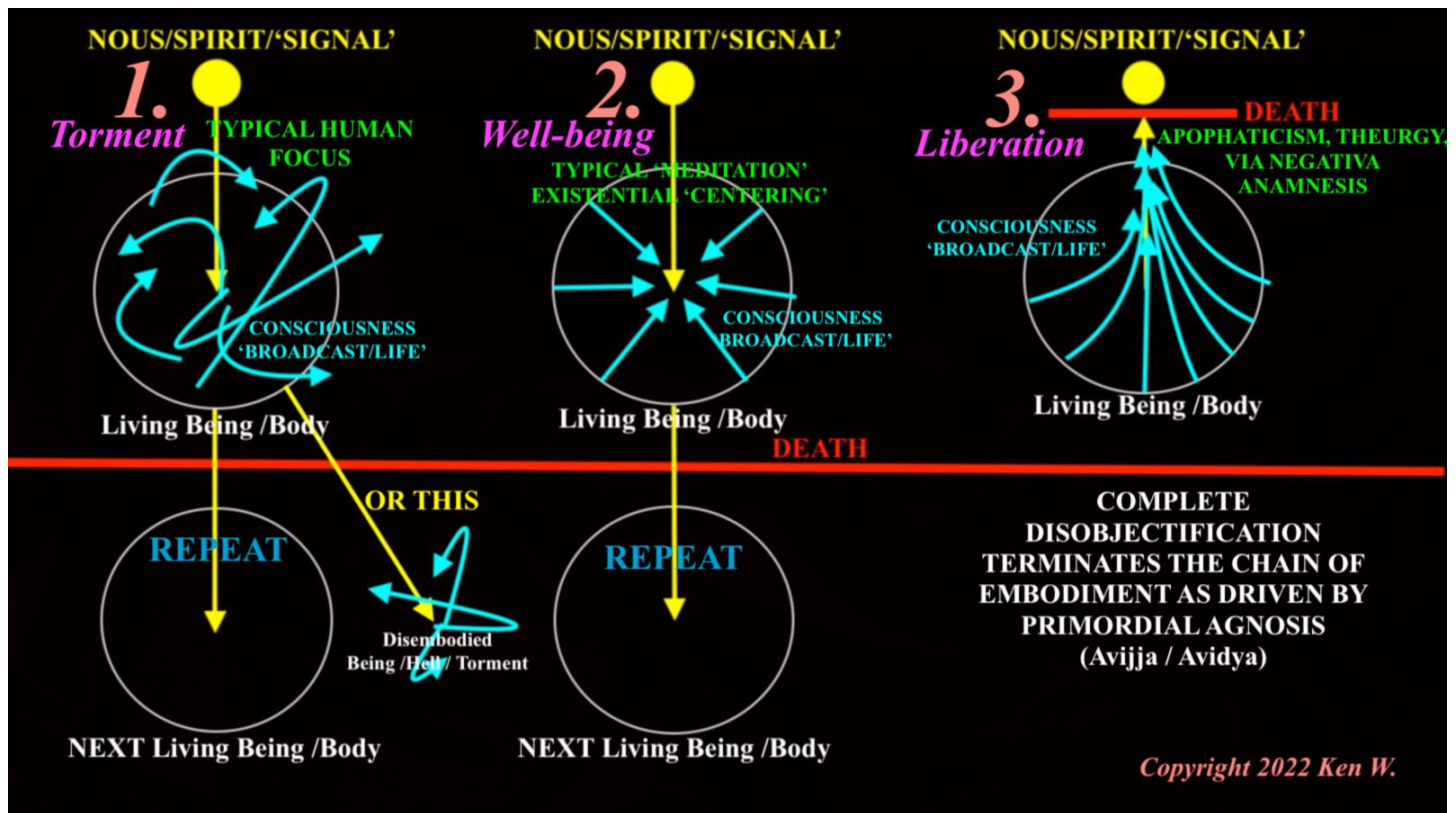 NOUS/SPIRIT/‘SIGNAL’
1.
Torment
TYPICAL HUMAN
FOCUS
CONSCIOUSNESS
‘BROADCAST/LIFE’
Living Being /Body
OR THIS
REPEAT
Disembodied
Being /Hell / Torment
NEXT Living Being /Body
NOUS/SPIRIT/‘SIGNAL’
2.
Well-being
TYPICAL ‘MEDITATION’
EXISTENTIAL ‘CENTERING’
CONSCIOUSNESS
‘BROADCAST/LIFE’
Living Being /Body
DEATH
REPEAT
NEXT Living Being /Body
NOUS/SPIRIT/‘SIGNAL’
3.
DEATH
Liberation
APOPHATICISM, THEURGY,
VIA NEGATIVA
ANAMNESIS
CONSCIOUSNESS
‘BROADCAST/LIFE’
Living Being /Body
COMPLETE
DISOBJECTIFICATION
TERMINATES THE CHAIN OF
EMBODIMENT AS DRIVEN BY
PRIMORDIAL AGNOSIS
(Avijja / Avidya)
Copyright 2022 Ken W.